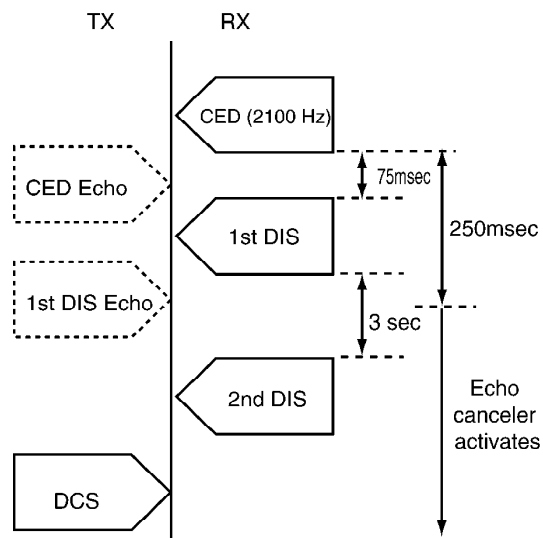 TX
RX
CED (2100 Hz)
CED Echo
75msec
1st DIS
250msec
1st DIS Echo
3 sec
2nd DIS
Echo
canceler
activates
DCS